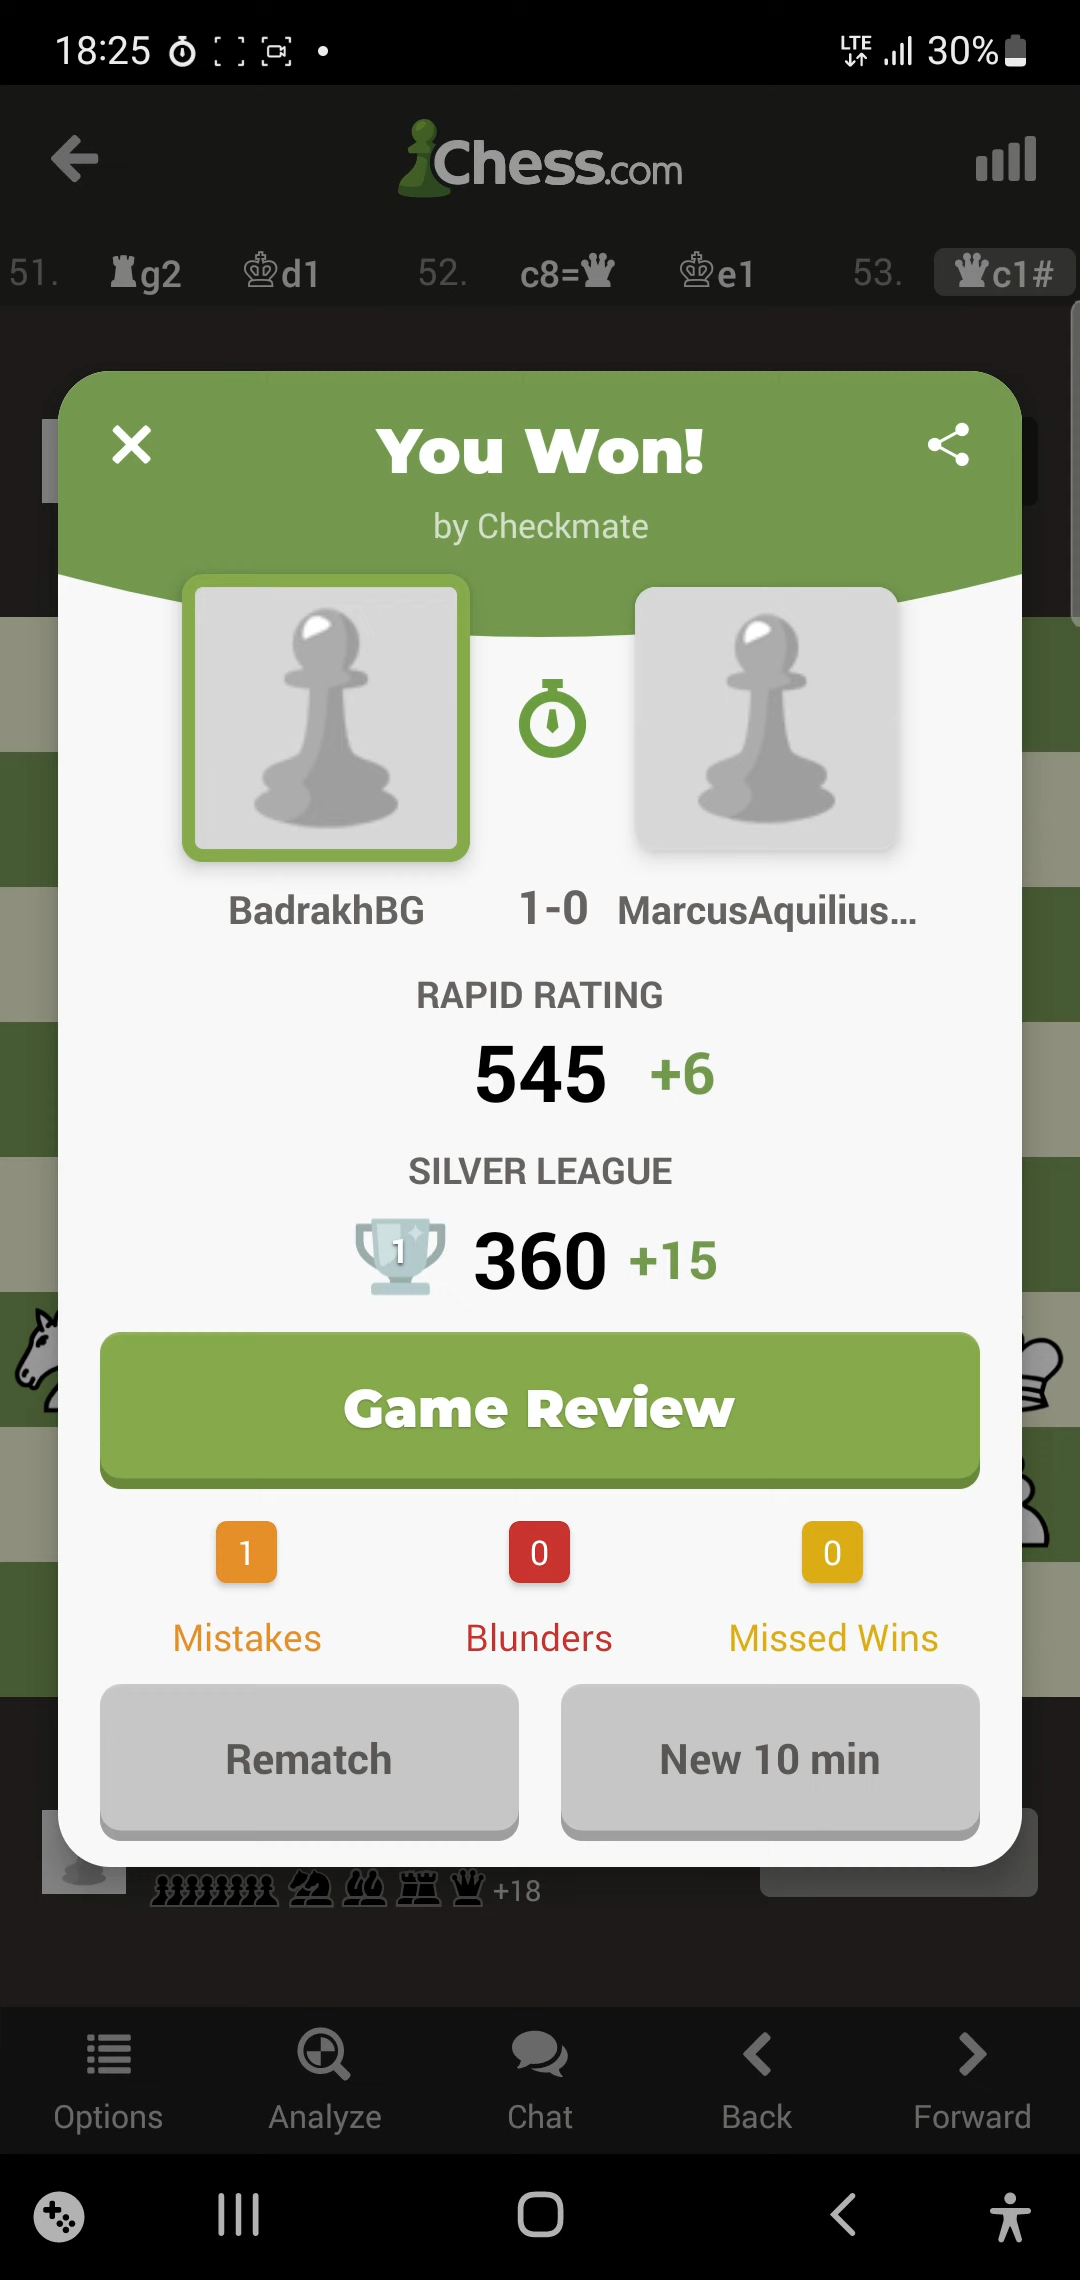 18:25
LTE
30%
Chess.com
51. g2 d1 52. c8= e1 53. c1#
You Won!
by Checkmate
BadrakhBG 1-0 MarcusAquilius...
RAPID RATING
545 +6
SILVER LEAGUE
1 360 +15
Game Review
1 0 0
Mistakes Blunders Missed Wins
Rematch New 10 min
+18
Options Analyze Chat Back Forward